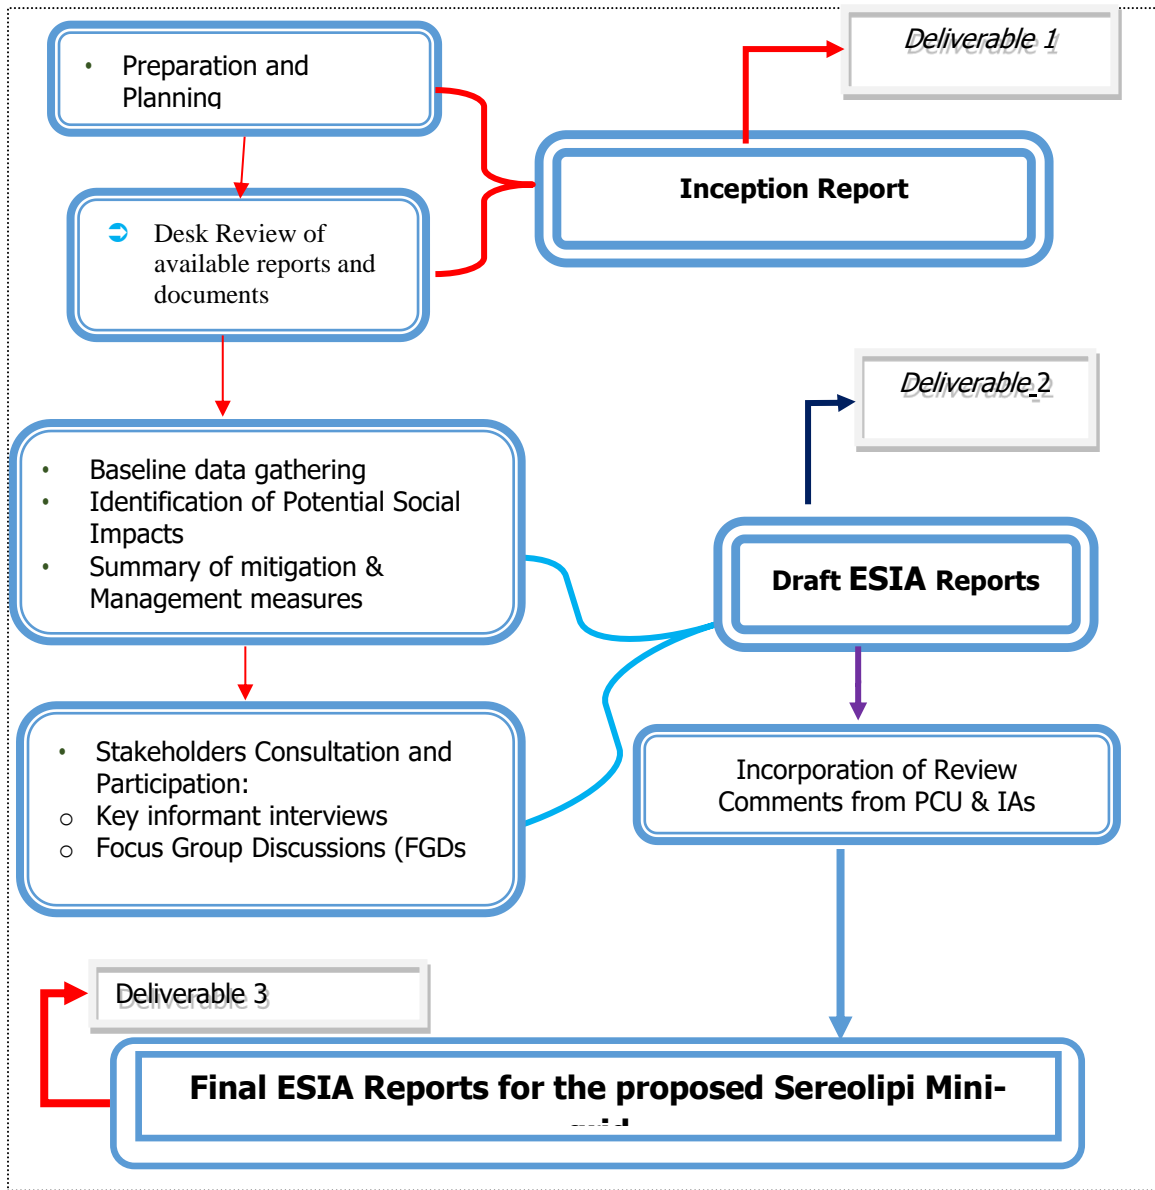 • Preparation and
Planning
Deliverable 1
Inception Report
➲ Desk Review of
available reports and
documents
Deliverable 2
• Baseline data gathering
• Identification of Potential Social
Impacts
• Summary of mitigation &
Management measures
Draft ESIA Reports
• Stakeholders Consultation and
Participation:
o Key informant interviews
o Focus Group Discussions (FGDs
Incorporation of Review
Comments from PCU & IAs
Deliverable 3
Final ESIA Reports for the proposed Sereolipi Mini-